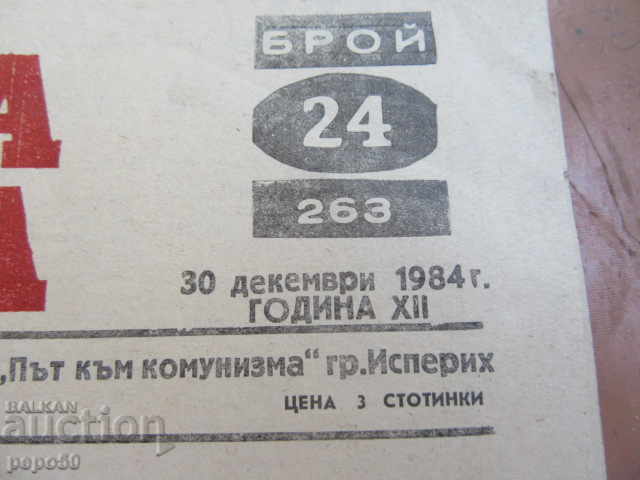 БРОЙ
24
263
А
А
30 декември 1984 г.
ГОДИНА XII
„Път към комунизма“ гр.Исперих
ЦЕНА 3 СТОТИНКИ
BALKAN
auction
popo50